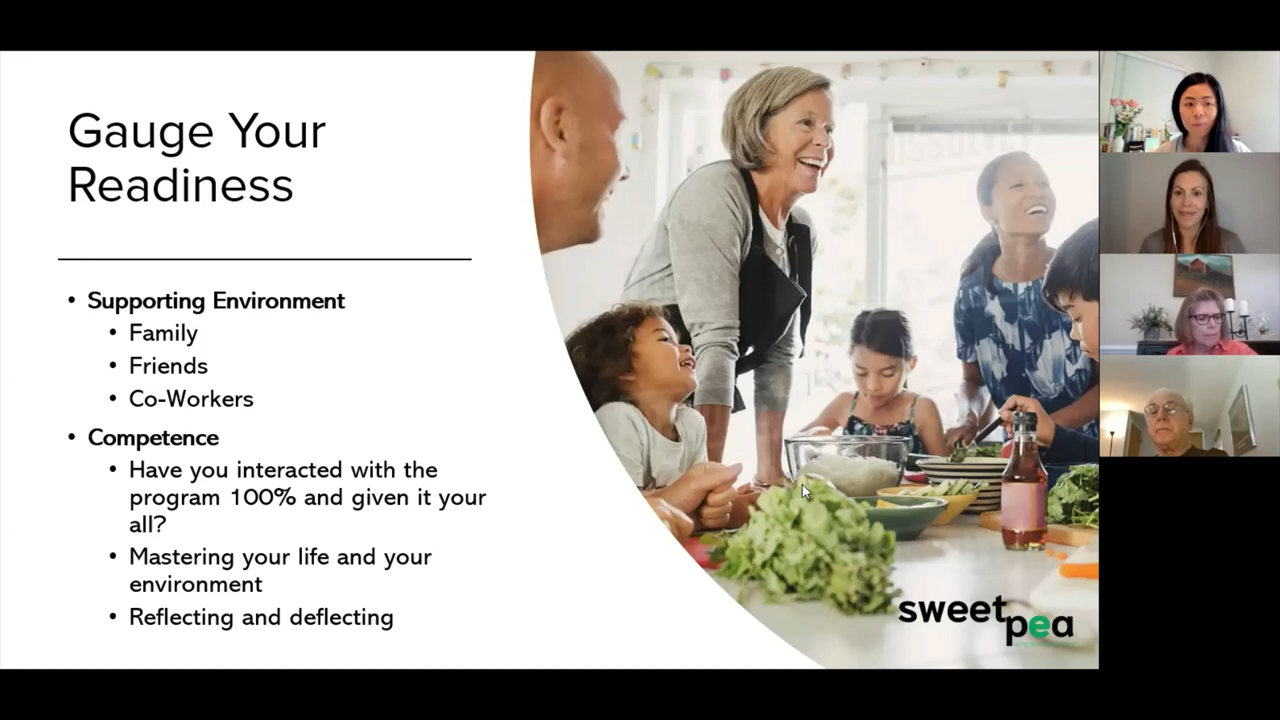 Gauge Your
Readiness
• Supporting Environment
• Family
• Friends
• Co-Workers
• Competence
• Have you interacted with the
program 100% and given it your
all?
• Mastering your life and your
environment
• Reflecting and deflecting
sweet
pea